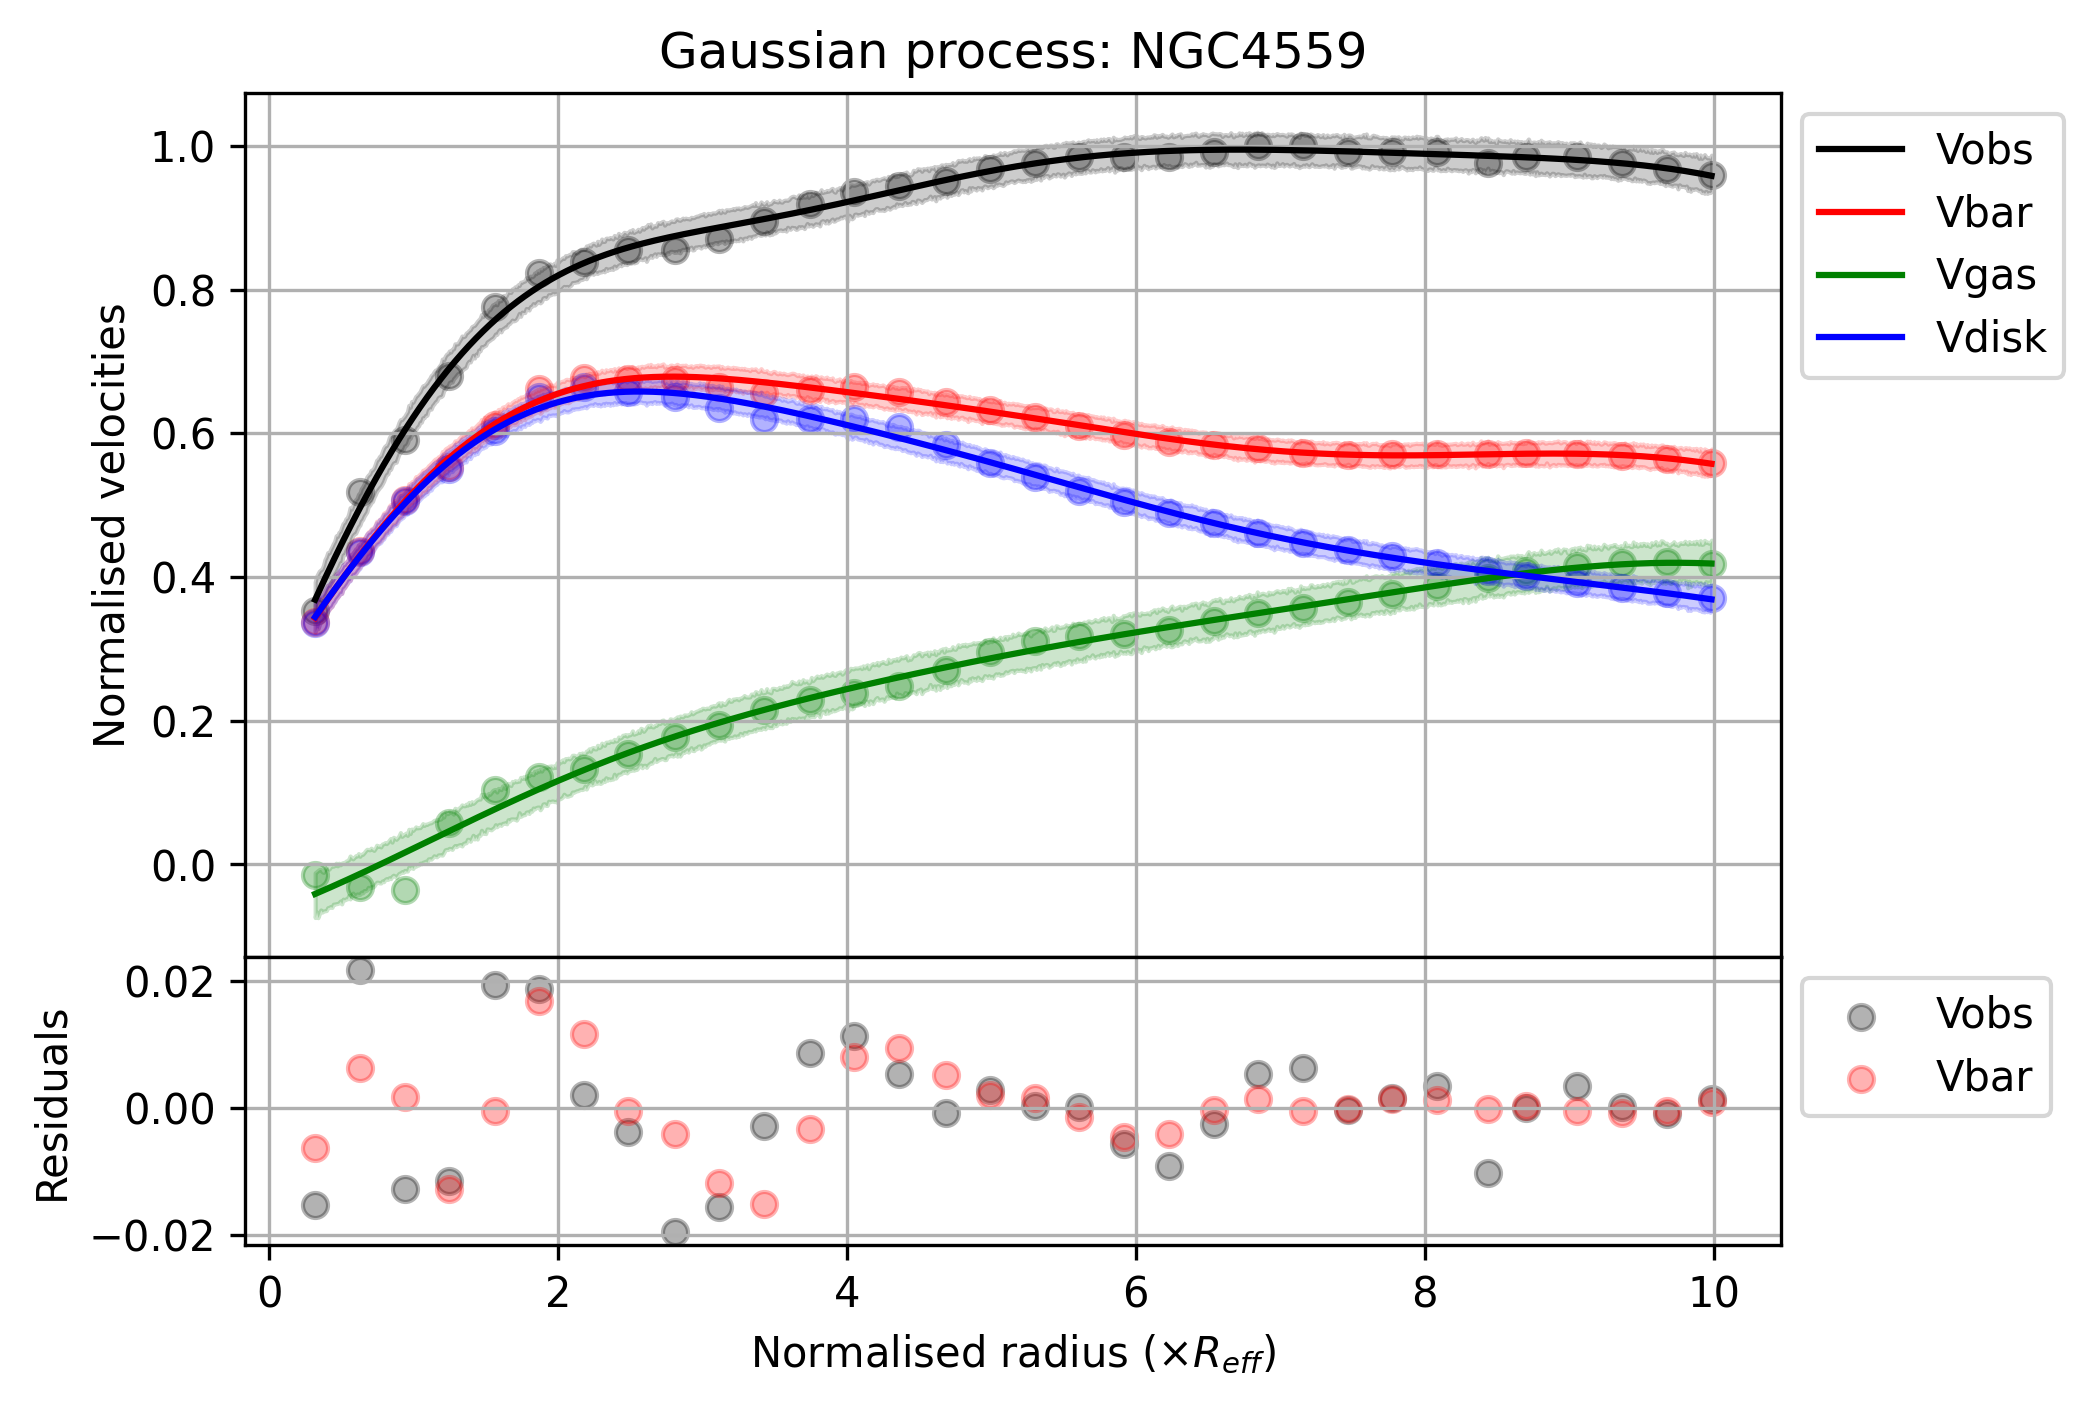 Gaussian process: NGC4559
1.0
0.8
0.6
0.4
0.2
0.0
Normalised velocities
Vobs
Vbar
Vgas
Vdisk
0.02
0.00
−0.02
Residuals
Vobs
Vbar
0 2 4 6 8 10
Normalised radius (×R_eff)